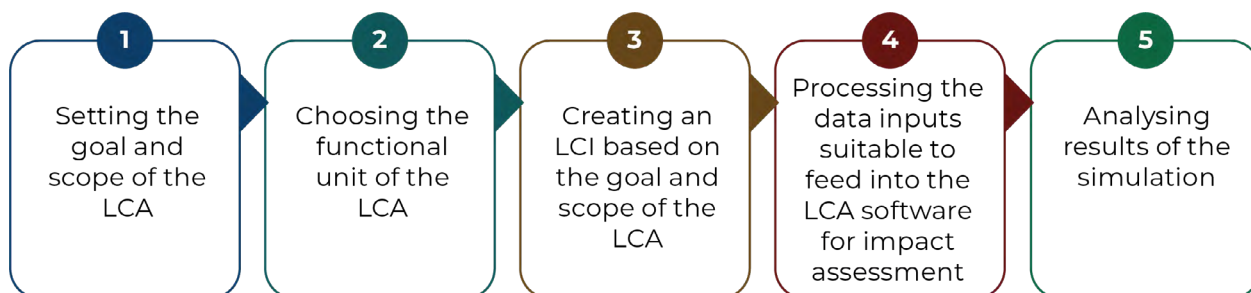 1
Setting the
goal and
scope of the
LCA
2
Choosing the
functional
unit of the
LCA
3
Creating an
LCI based on
the goal and
scope of the
LCA
4
Processing the
data inputs
suitable to
feed into the
LCA software
for impact
assessment
5
Analysing
results of the
simulation